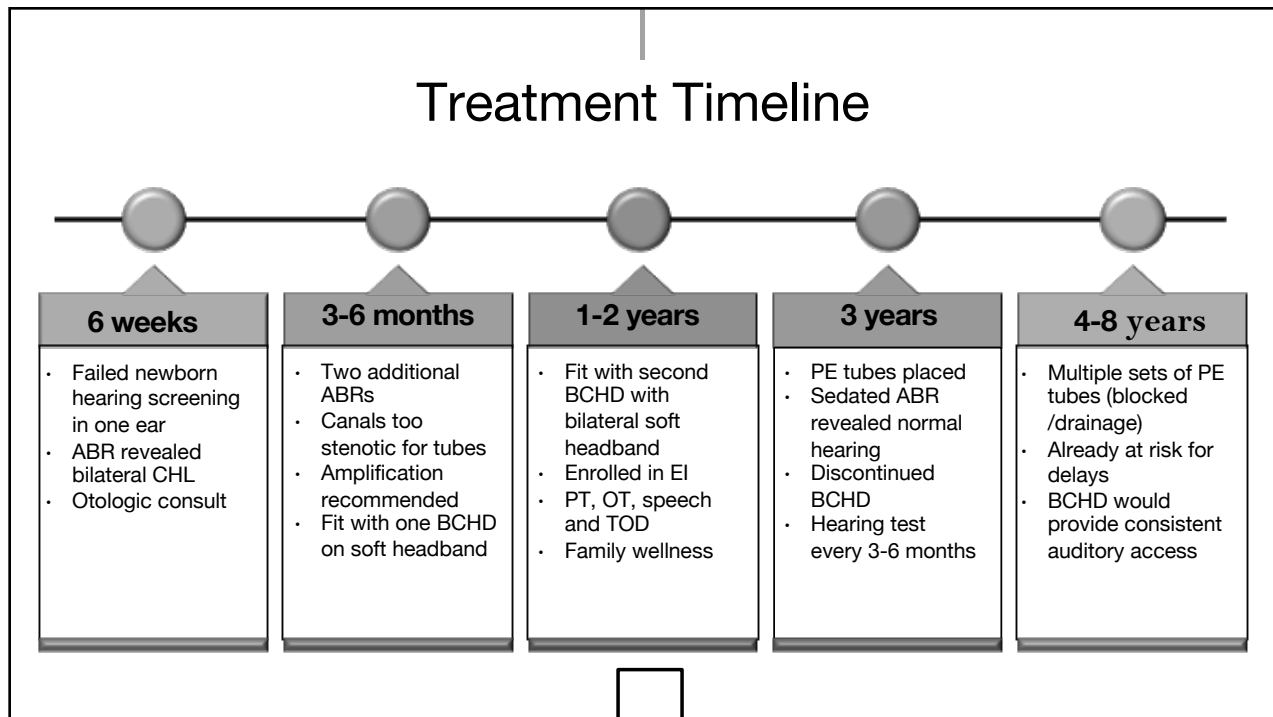 Treatment Timeline
6 weeks
· Failed newborn
hearing screening
in one ear
· ABR revealed
bilateral CHL
· Otologic consult
3-6 months
· Two additional
ABRs
· Canals too
stenotic for tubes
· Amplification
recommended
· Fit with one BCHD
on soft headband
1-2 years
· Fit with second
BCHD with
bilateral soft
headband
· Enrolled in EI
· PT, OT, speech
and TOD
· Family wellness
3 years
· PE tubes placed
· Sedated ABR
revealed normal
hearing
· Discontinued
BCHD
· Hearing test
every 3-6 months
4-8 years
· Multiple sets of PE
tubes (blocked
/drainage)
· Already at risk for
delays
· BCHD would
provide consistent
auditory access